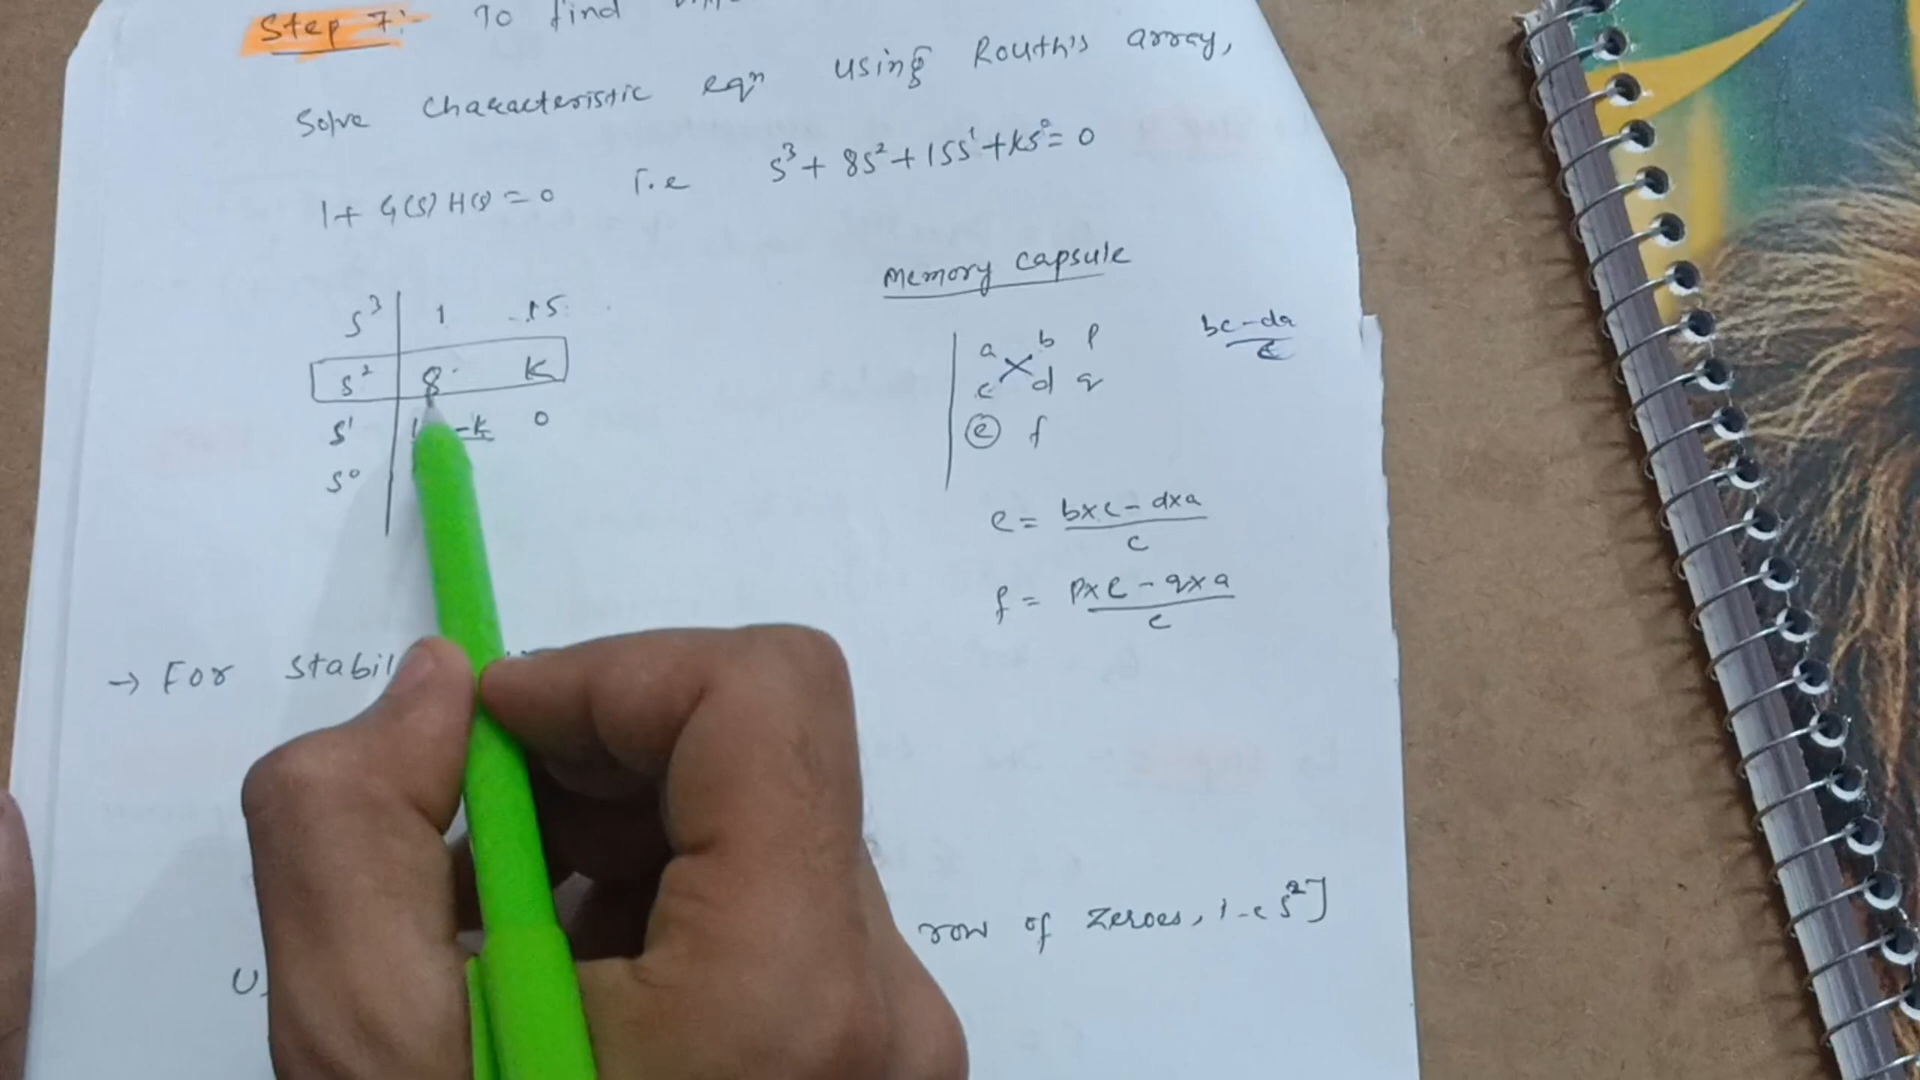 Step 7:- To find
Solve characteristic eqⁿ using Routh's array,
1 + G(s) H(s) = 0 i.e s³ + 8s² + 15s¹ + ks⁰ = 0
Memory capsule
s³ 1 15
s² 8 K
s¹ -k 0
s⁰
a b p
c d q
e f
bc - da
c
e = b×c - d×a
c
f = p×c - q×a
c
→ For
row of zeroes, i-e s²]